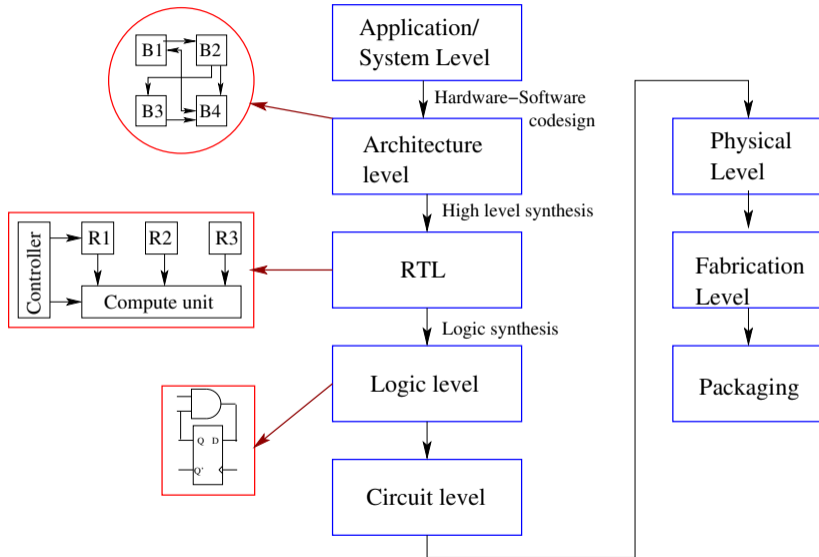 B1
B2
B3
B4
Application/
System Level
Hardware−Software
codesign
Architecture
level
High level synthesis
Controller
R1
R2
R3
Compute unit
RTL
Logic synthesis
Logic level
Q
D
Q'
Circuit level
Physical
Level
Fabrication
Level
Packaging